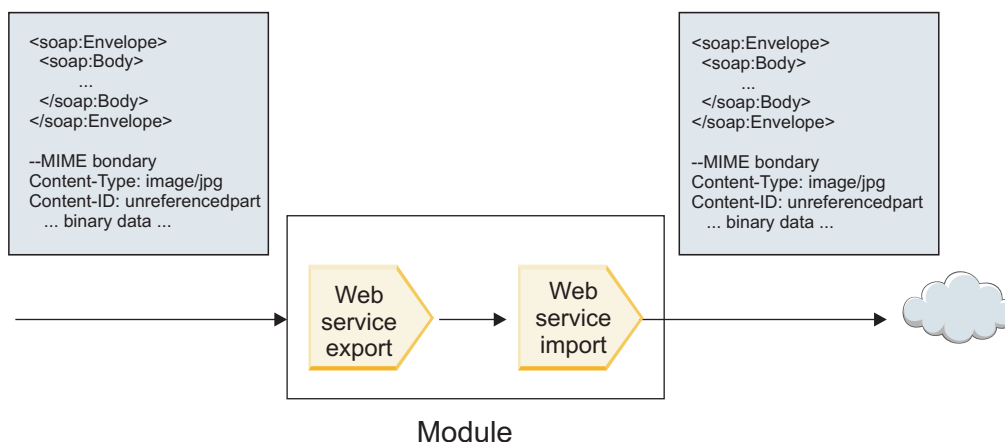 <soap:Envelope>
<soap:Body>
...
</soap:Body>
</soap:Envelope>
--MIME bondary
Content-Type: image/jpg
Content-ID: unreferencedpart
... binary data ...
<soap:Envelope>
<soap:Body>
...
</soap:Body>
</soap:Envelope>
--MIME bondary
Content-Type: image/jpg
Content-ID: unreferencedpart
... binary data ...
Web
service
export
Web
service
import
Module